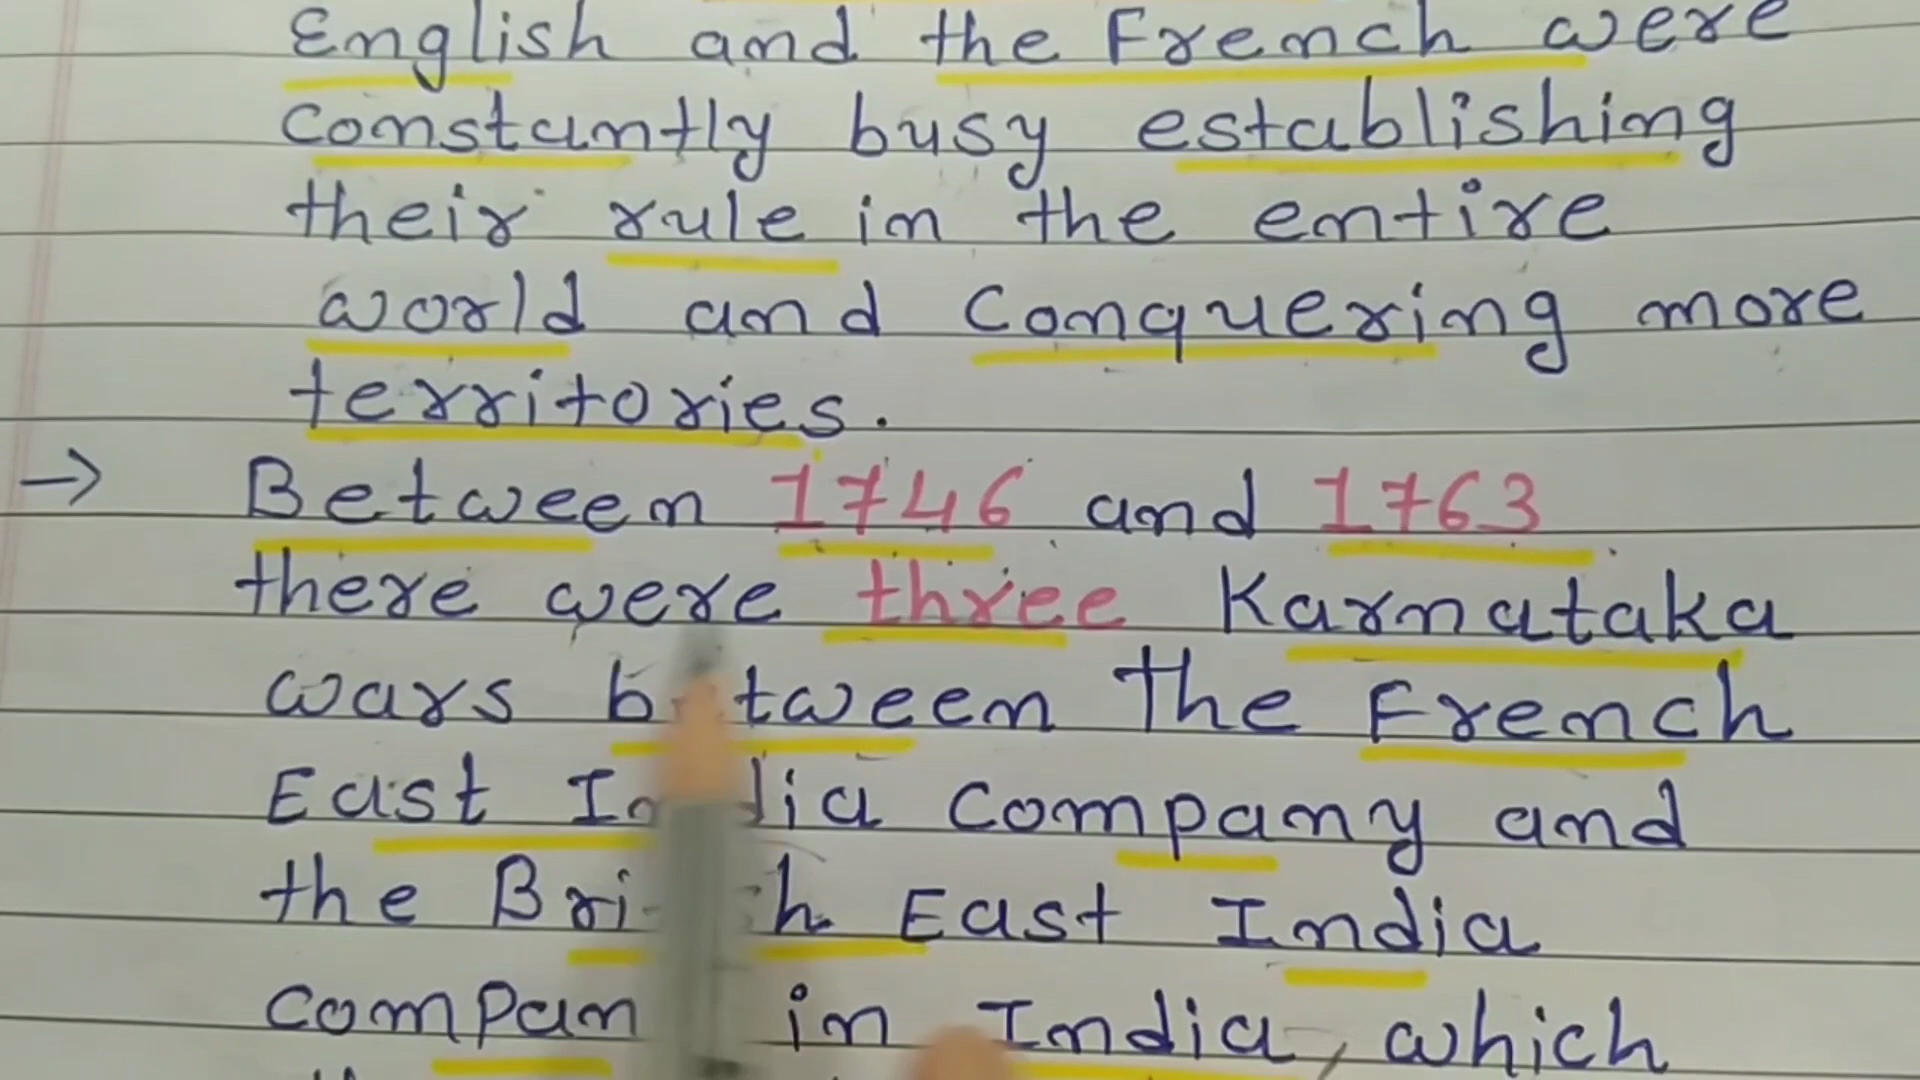 English and the French were
constantly busy establishing
their rule in the entire
world and conquering more
territories.
→ Between 1746 and 1763
there were three Karnataka
wars between the French
East India Company and
the British East India
Company in India, which